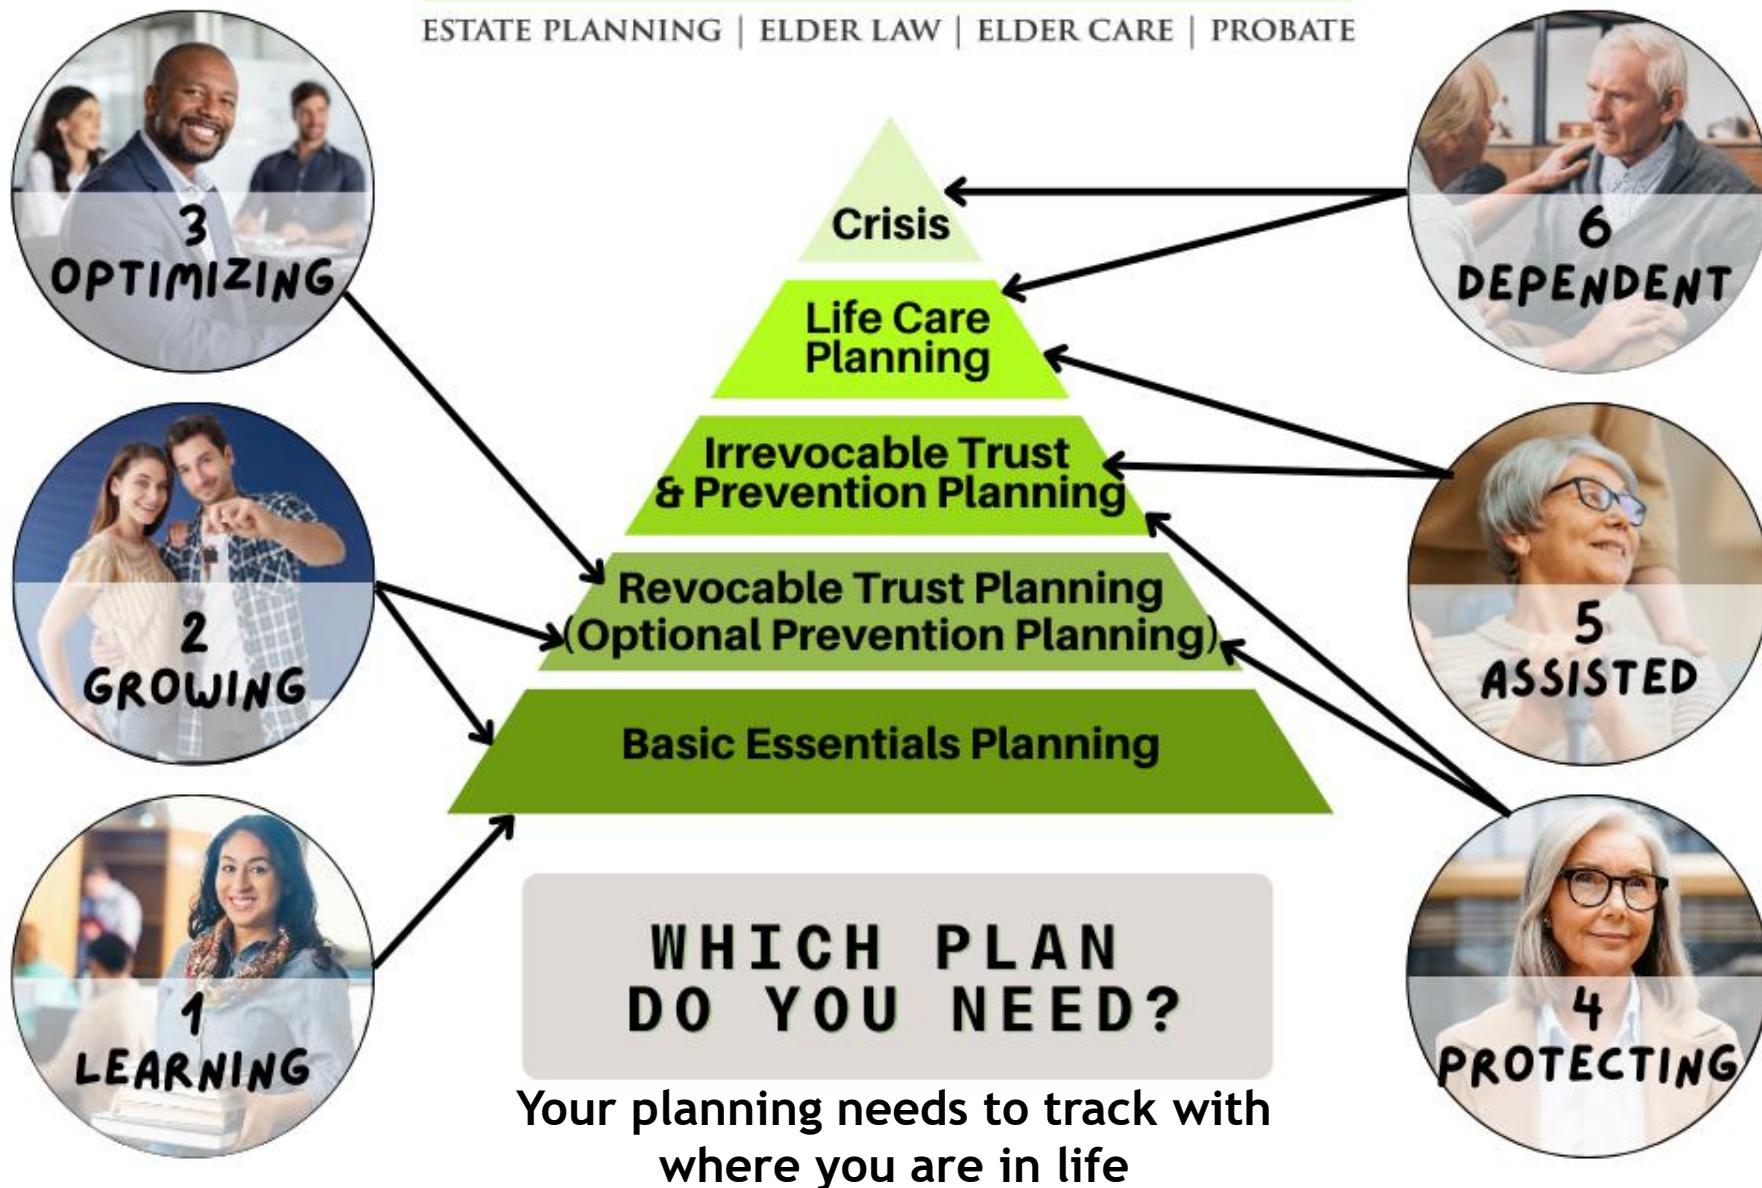 ESTATE PLANNING | ELDER LAW | ELDER CARE | PROBATE
3
OPTIMIZING
2
GROWING
1
LEARNING
Crisis
Life Care
Planning
Irrevocable Trust
& Prevention Planning
Revocable Trust Planning
(Optional Prevention Planning)
Basic Essentials Planning
6
DEPENDENT
5
ASSISTED
4
PROTECTING
WHICH PLAN
DO YOU NEED?
Your planning needs to track with
where you are in life